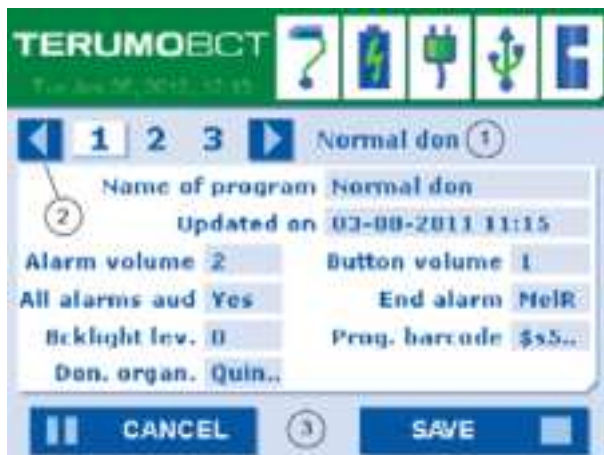 TERUMOBCT
1 2 3 Normal don 1
Name of program Normal don
2
Updated on 03-08-2011 11:15
Alarm volume 2 Button volume 1
All alarms aud Yes End alarm MelR
Bcklight lev. 0 Prog. barcode $s5..
Don. organ. Quin..
CANCEL 3 SAVE